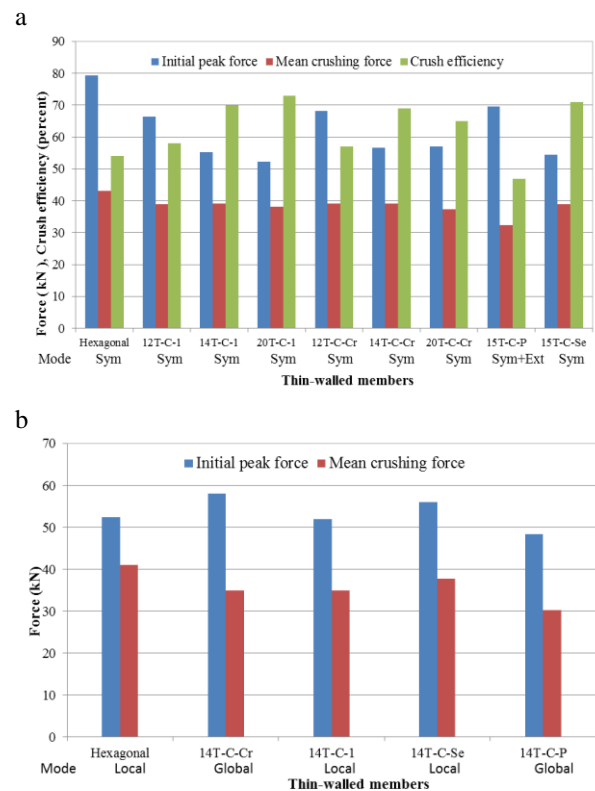 a
Initial peak force Mean crushing force Crush efficiency
Force ( kN ), Crush efficiency (percent)
90
80
70
60
50
40
30
20
10
0
Hexagonal 12T-C-1 14T-C-1 20T-C-1 12T-C-Cr 14T-C-Cr 20T-C-Cr 15T-C-P 15T-C-Se
Mode Sym Sym Sym Sym Sym Sym Sym Sym+Ext Sym
Thin-walled members
b
Initial peak force Mean crushing force
Force (kN)
70
60
50
40
30
20
10
0
Hexagonal 14T-C-Cr 14T-C-1 14T-C-Se 14T-C-P
Mode Local Global Local Local Global
Thin-walled members